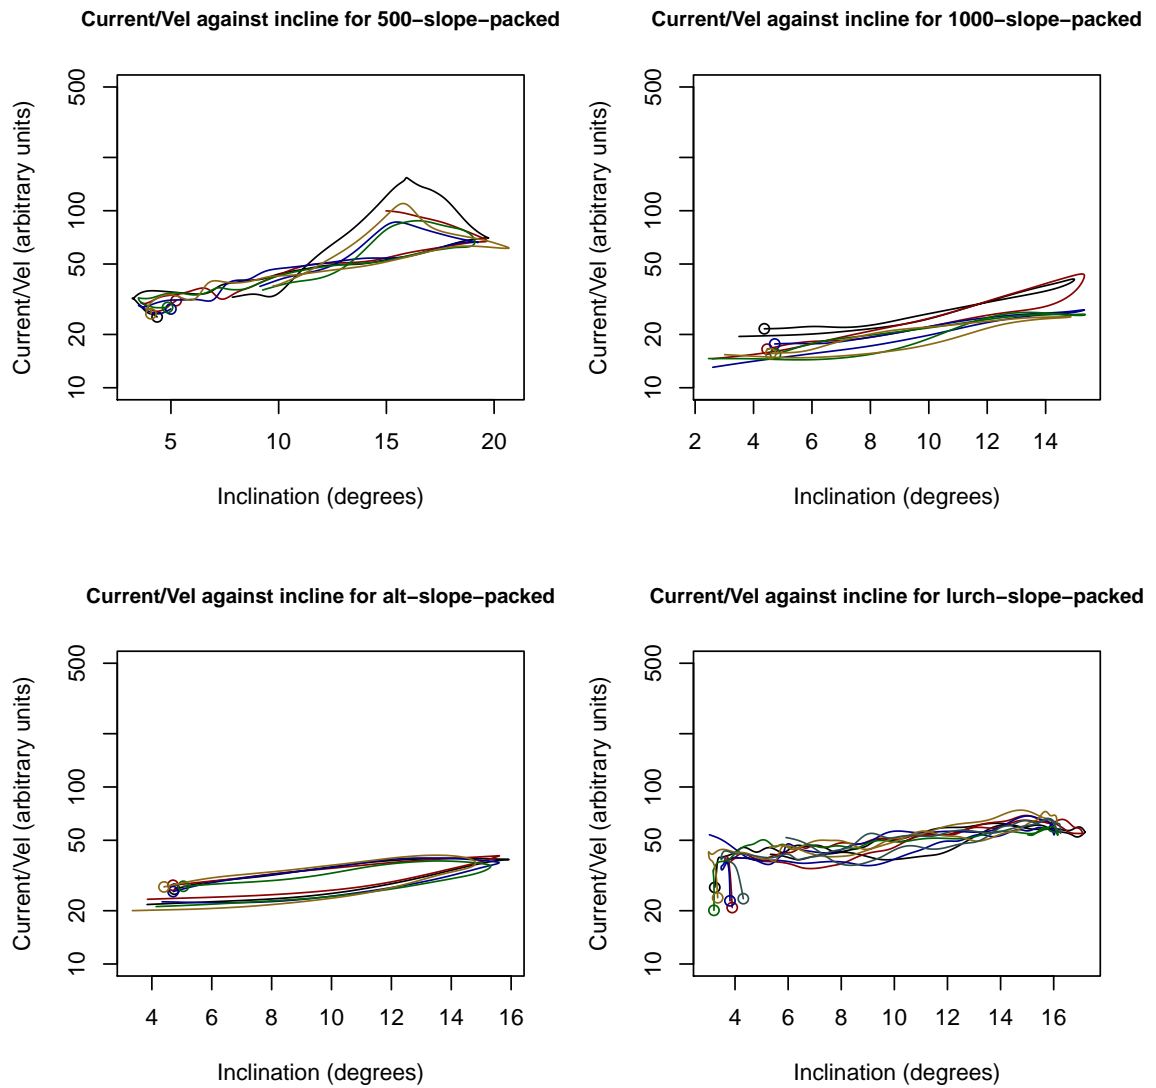 Current/Vel against incline for 500−slope−packed
Current/Vel (arbitrary units)
500
100
50
20
10
5 10 15 20
Inclination (degrees)
Current/Vel against incline for 1000−slope−packed
Current/Vel (arbitrary units)
500
100
50
20
10
2 4 6 8 10 12 14
Inclination (degrees)
Current/Vel against incline for alt−slope−packed
Current/Vel (arbitrary units)
500
100
50
20
10
4 6 8 10 12 14 16
Inclination (degrees)
Current/Vel against incline for lurch−slope−packed
Current/Vel (arbitrary units)
500
100
50
20
10
4 6 8 10 12 14 16
Inclination (degrees)